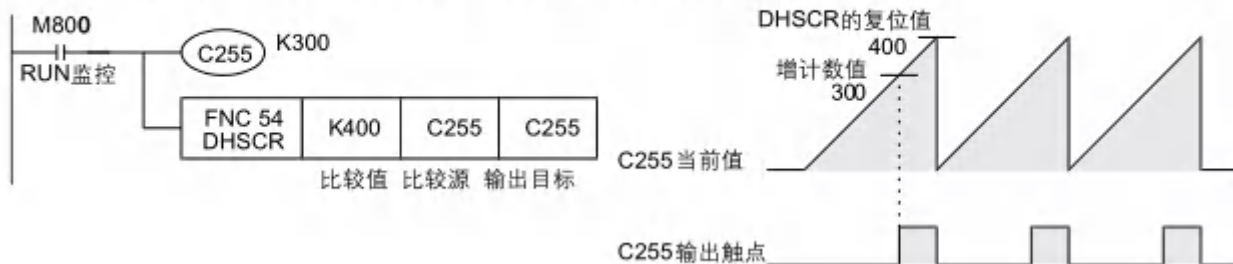 M800
RUN监控
C255
K300
FNC 54
DHSCR
K400
C255
C255
比较值 比较源 输出目标
DHSCR的复位值
400
增计数值
300
C255当前值
C255输出触点